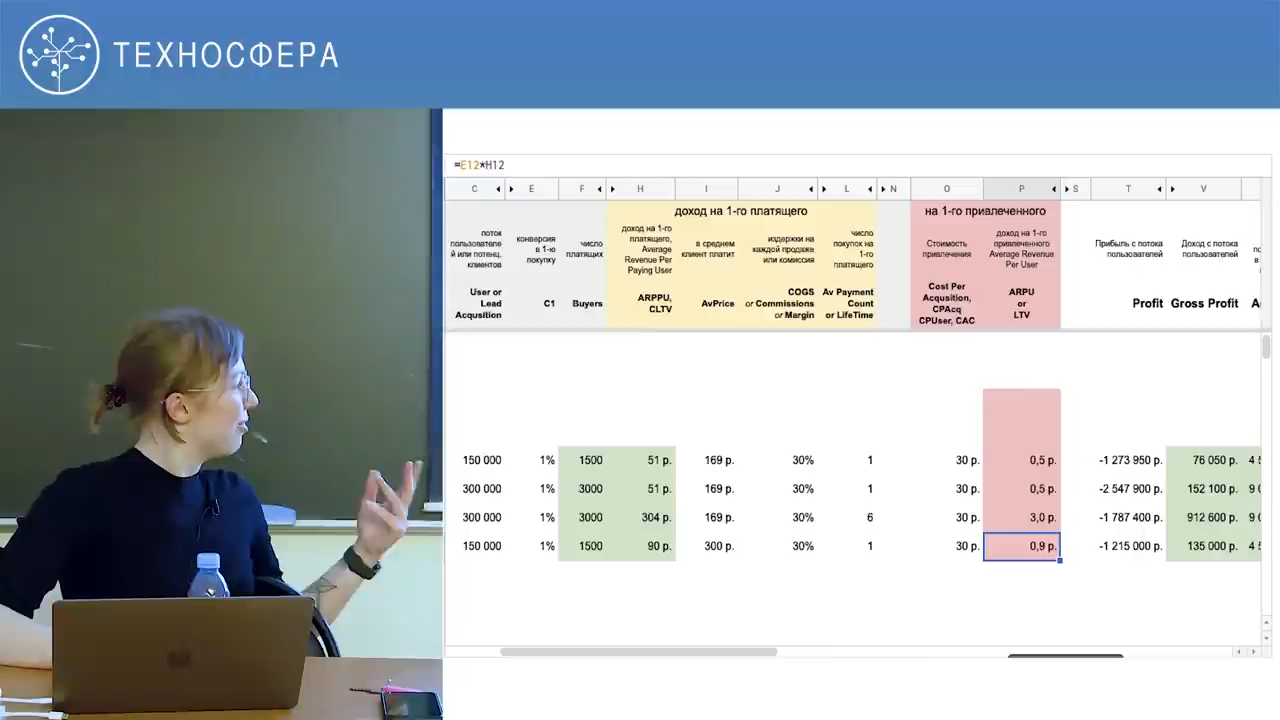 ТЕХНОСФЕРА
=E12*H12
C E F H I J L N O P S T V
доход на 1-го платящего
на 1-го привлеченного
поток
пользователе
й или потенц.
клиентов
конверсия
в 1-ю
покупку
число
платящих
доход на 1-го
платящего,
Average
Revenue Per
Paying User
в среднем
клиент платит
издержки на
каждой продаже
или комиссия
число
покупок на
1-го
платящего
Стоимость
привлечения
доход на 1-го
привлеченного
Average Revenue
Per User
Прибыль с потока
пользователей
Доход с потока
пользователей
User or
Lead
Acqusition
C1
Buyers
ARPPU,
CLTV
AvPrice
COGS
or Commissions
or Margin
Av Payment
Count
or LifeTime
Cost Per
Acqusition,
CPAcq
CPUser, CAC
ARPU
or
LTV
Profit
Gross Profit
150 000 1% 1500 51 р. 169 р. 30% 1 30 р. 0,5 р. -1 273 950 р. 76 050 р.
300 000 1% 3000 51 р. 169 р. 30% 1 30 р. 0,5 р. -2 547 900 р. 152 100 р.
300 000 1% 3000 304 р. 169 р. 30% 6 30 р. 3,0 р. -1 787 400 р. 912 600 р.
150 000 1% 1500 90 р. 300 р. 30% 1 30 р. 0,9 р. -1 215 000 р. 135 000 р.